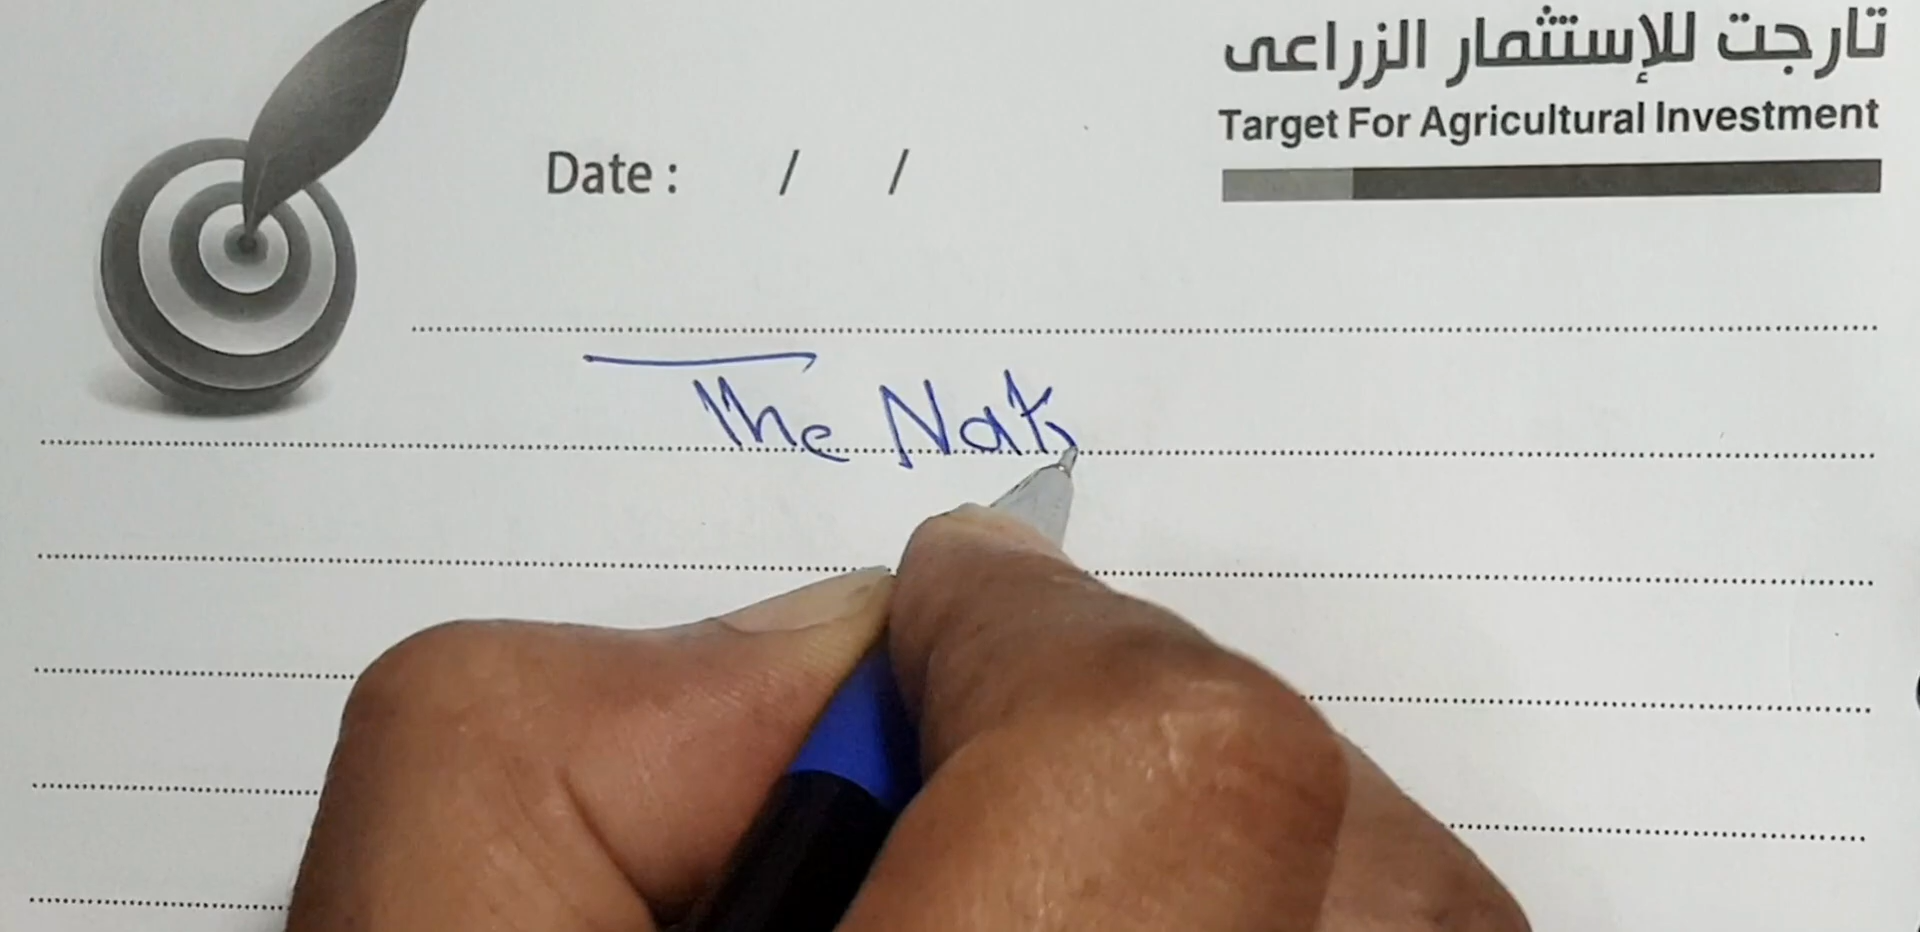 تارجت للإستثمار الزراعى
Target For Agricultural Investment
Date : / /
The Nat